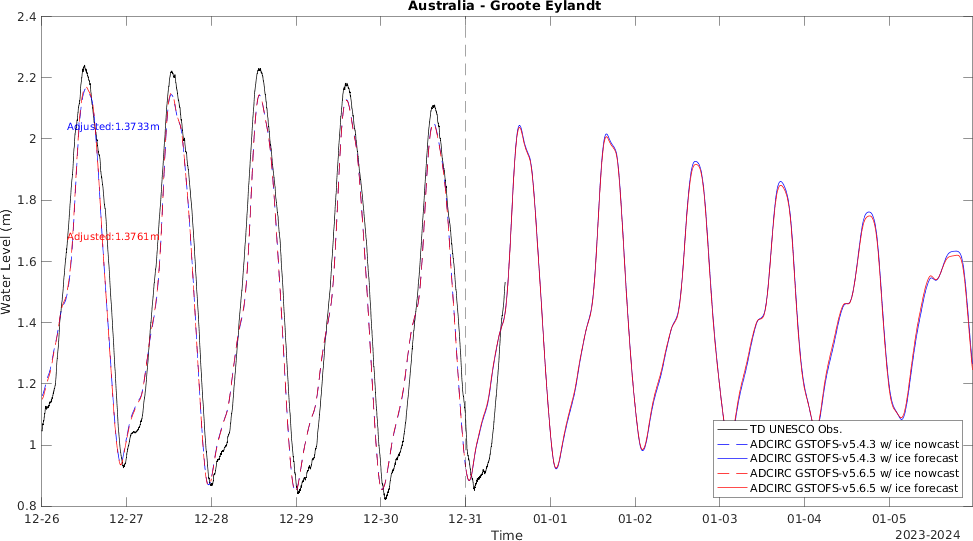 Australia - Groote Eylandt
2.4
2.2
2
1.8
1.6
1.4
1.2
1
0.8
Water Level (m)
Adjusted:1.3733m
Adjusted:1.3761m
TD UNESCO Obs.
ADCIRC GSTOFS-v5.4.3 w/ ice nowcast
ADCIRC GSTOFS-v5.4.3 w/ ice forecast
ADCIRC GSTOFS-v5.6.5 w/ ice nowcast
ADCIRC GSTOFS-v5.6.5 w/ ice forecast
12-26 12-27 12-28 12-29 12-30 12-31 01-01 01-02 01-03 01-04 01-05
Time
2023-2024